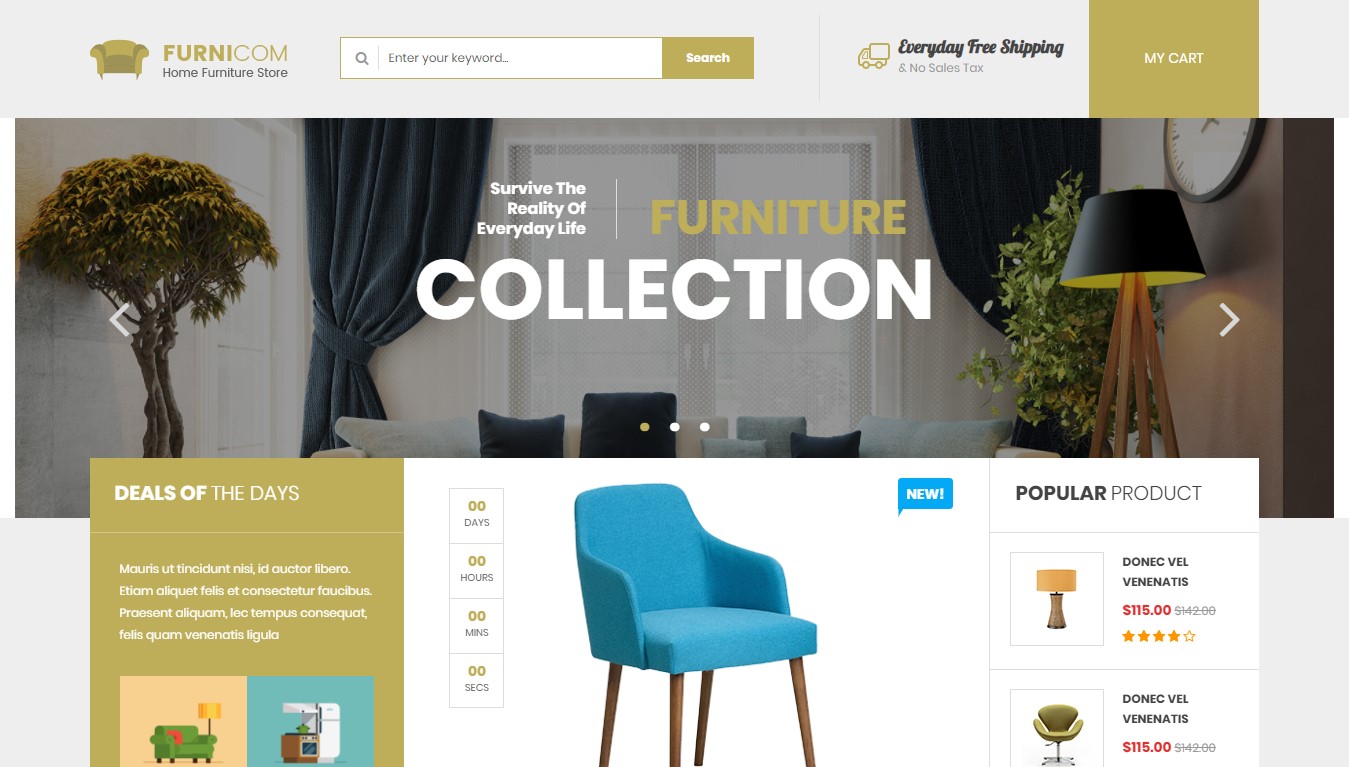 FURNICOM
Home Furniture Store
Enter your keyword...
Search
Everyday Free Shipping
& No Sales Tax
MY CART
Survive The
Reality Of
Everyday Life
FURNITURE
COLLECTION
DEALS OF THE DAYS
Mauris ut tincidunt nisi, id auctor libero.
Etiam aliquet felis et consectetur faucibus.
Praesent aliquam, lec tempus consequat,
felis quam venenatis ligula
00
DAYS
00
HOURS
00
MINS
00
SECS
NEW!
POPULAR PRODUCT
DONEC VEL
VENENATIS
$115.00 $142.00
DONEC VEL
VENENATIS
$115.00 $142.00